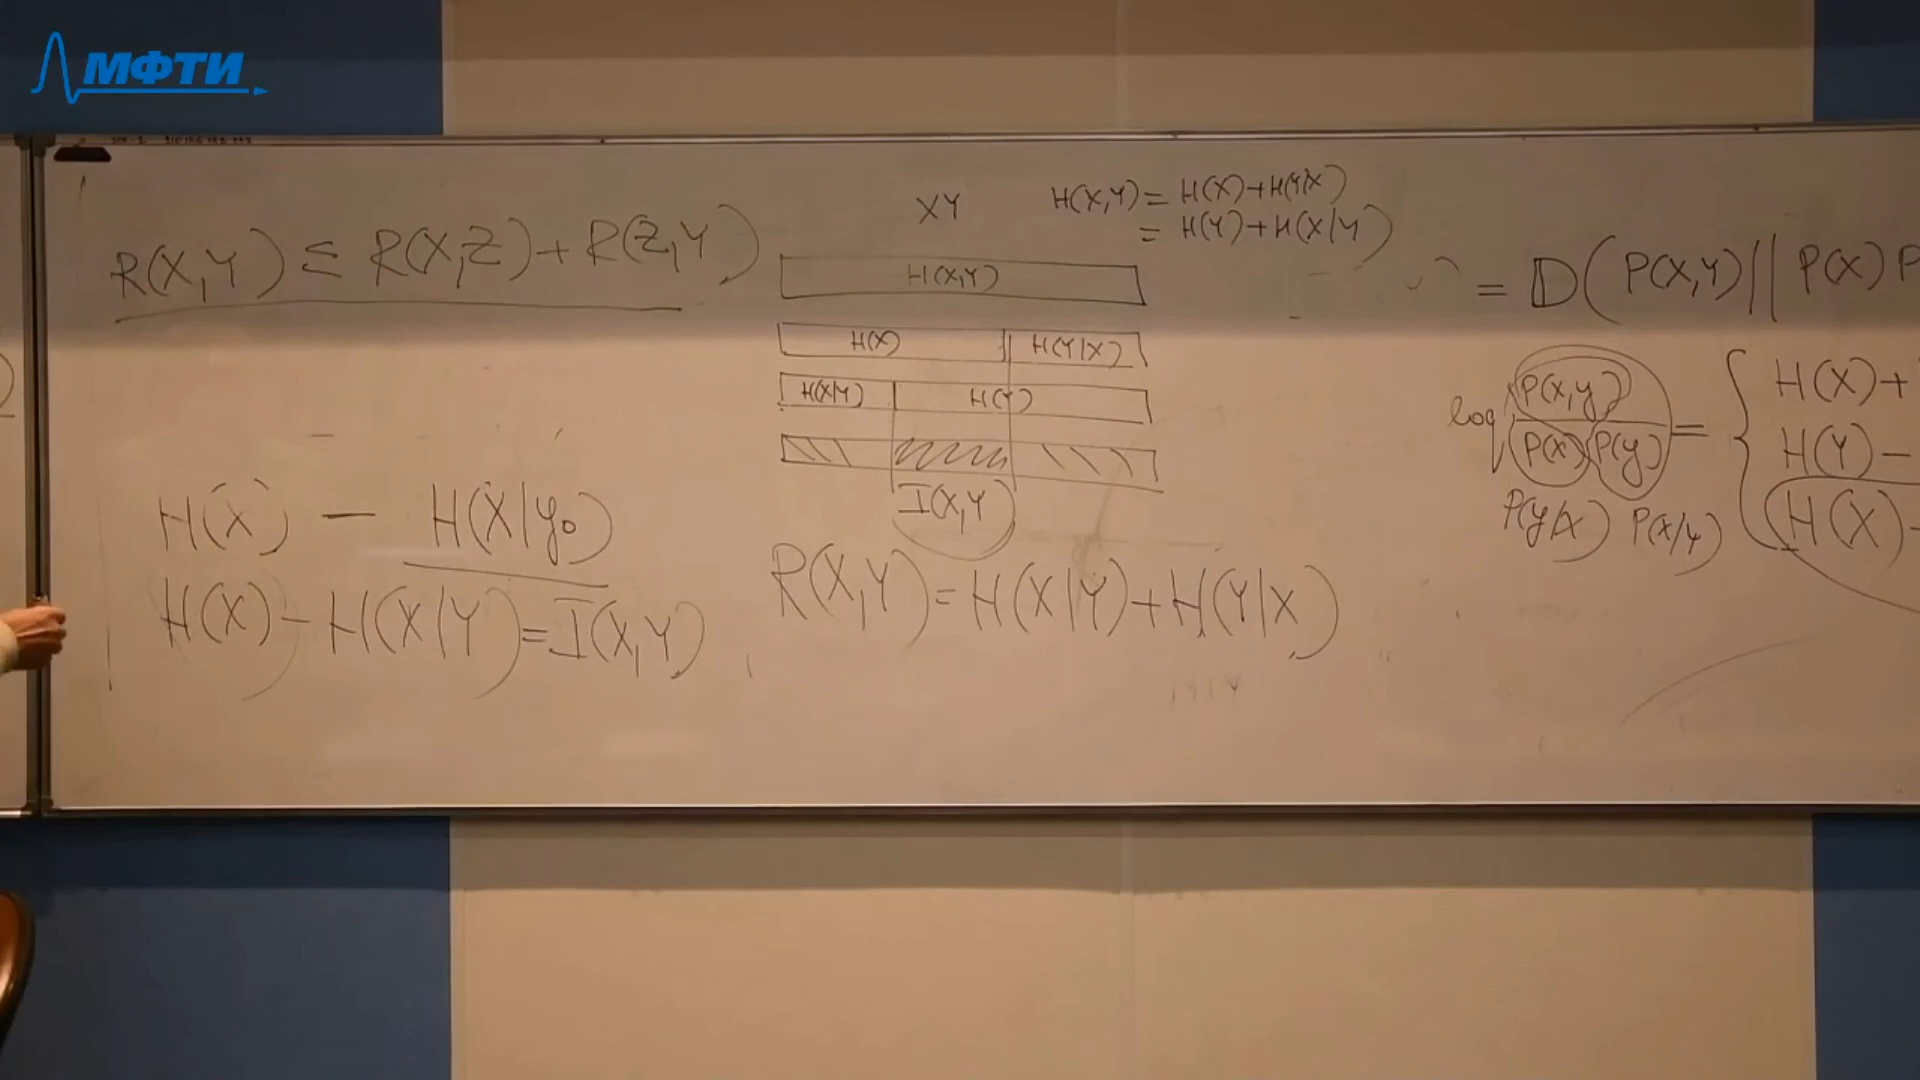 МФТИ
R(X,Y) ≤ R(X,Z) + R(Z,Y)
H(X) − H(X|y₀)
H(X) − H(X|Y) = I(X,Y)
XY
H(X,Y) = H(X) + H(Y|X)
= H(Y) + H(X|Y)
H(X,Y)
H(X) H(Y|X)
H(X|Y) H(Y)
I(X,Y)
R(X,Y) = H(X|Y) + H(Y|X)
= D(P(X,Y) || P(X) P
log P(x,y) / P(x) P(y) = {
P(y|x) P(x|y)
H(X) +
H(Y) −
H(X) -